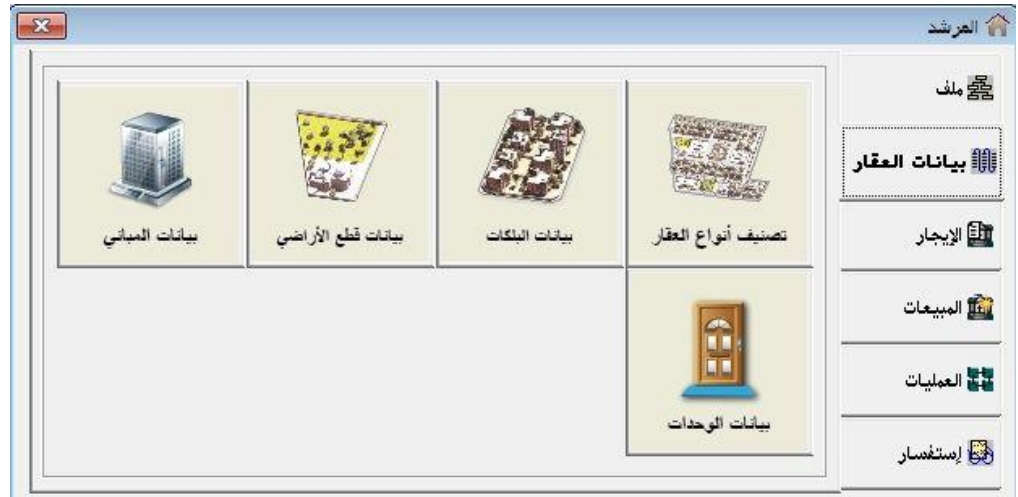 المرشد
ملف
بيانات العقار
الإيجار
المبيعات
العمليات
إستفسار
تصنيف أنواع العقار
بيانات البلكات
بيانات قطع الأراضي
بيانات المباني
بيانات الوحدات